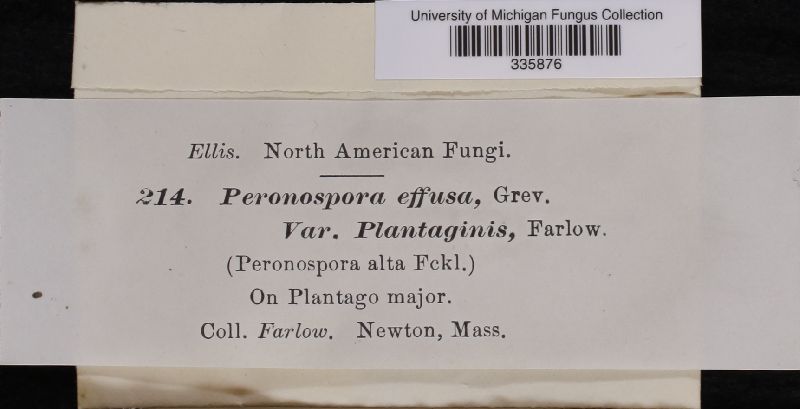 University of Michigan Fungus Collection
335876
Ellis. North American Fungi.
214. Peronospora effusa, Grev.
Var. Plantaginis, Farlow.
(Peronospora alta Fckl.)
On Plantago major.
Coll. Farlow. Newton, Mass.